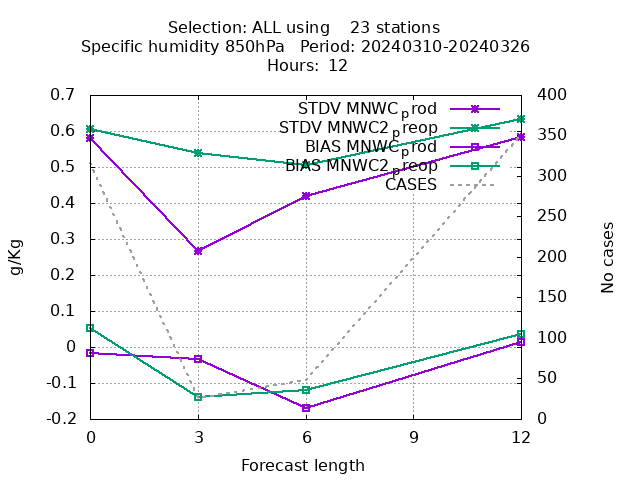 Selection: ALL using    23 stations
Specific humidity 850hPa   Period: 20240310-20240326
Hours:  12
0.7
0.6
0.5
0.4
0.3
0.2
0.1
0
-0.1
-0.2
400
350
300
250
200
150
100
50
0
STDV MNWC_prod
STDV MNWC2_preop
BIAS MNWC_prod
BIAS MNWC2_preop
CASES
g/Kg
No cases
0 3 6 9 12
Forecast length